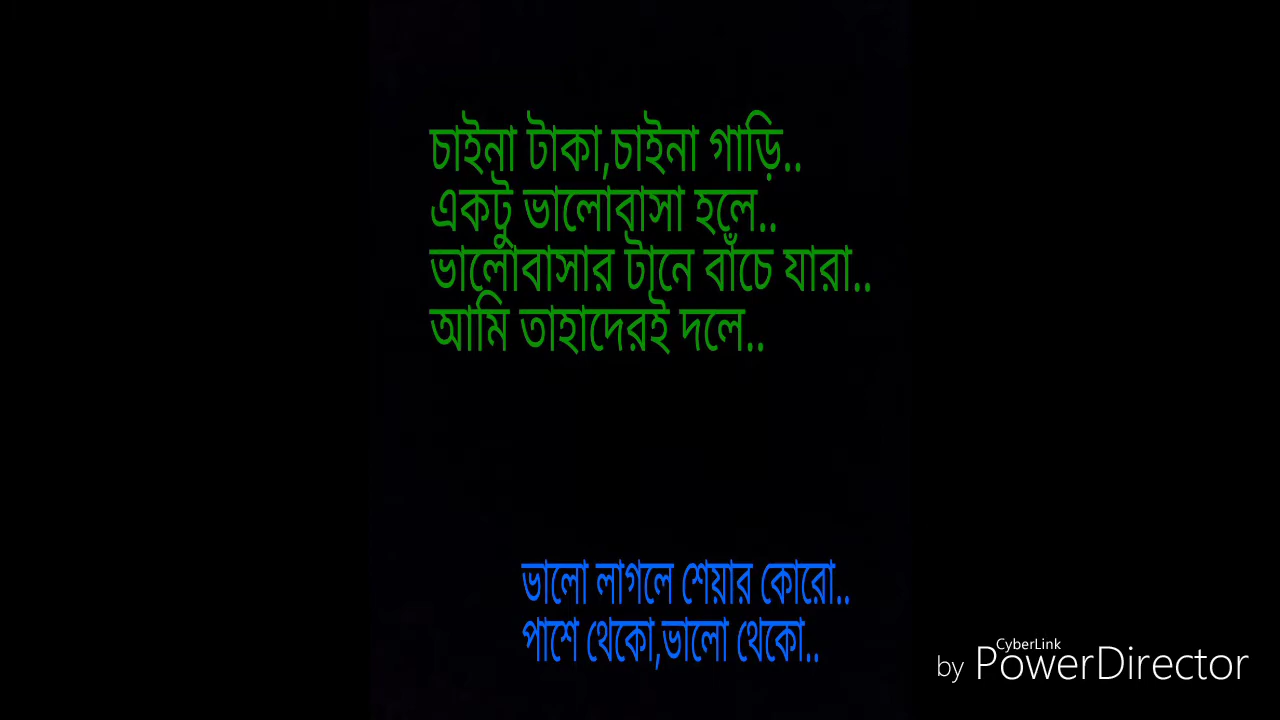 চাইনা টাকা,চাইনা গাড়ি..
একটু ভালোবাসা হলে..
ভালোবাসার টানে বাঁচে যারা..
আমি তাহাদেরই দলে..
ভালো লাগলে শেয়ার কোরো..
পাশে থেকো,ভালো থেকো..
CyberLink
by PowerDirector